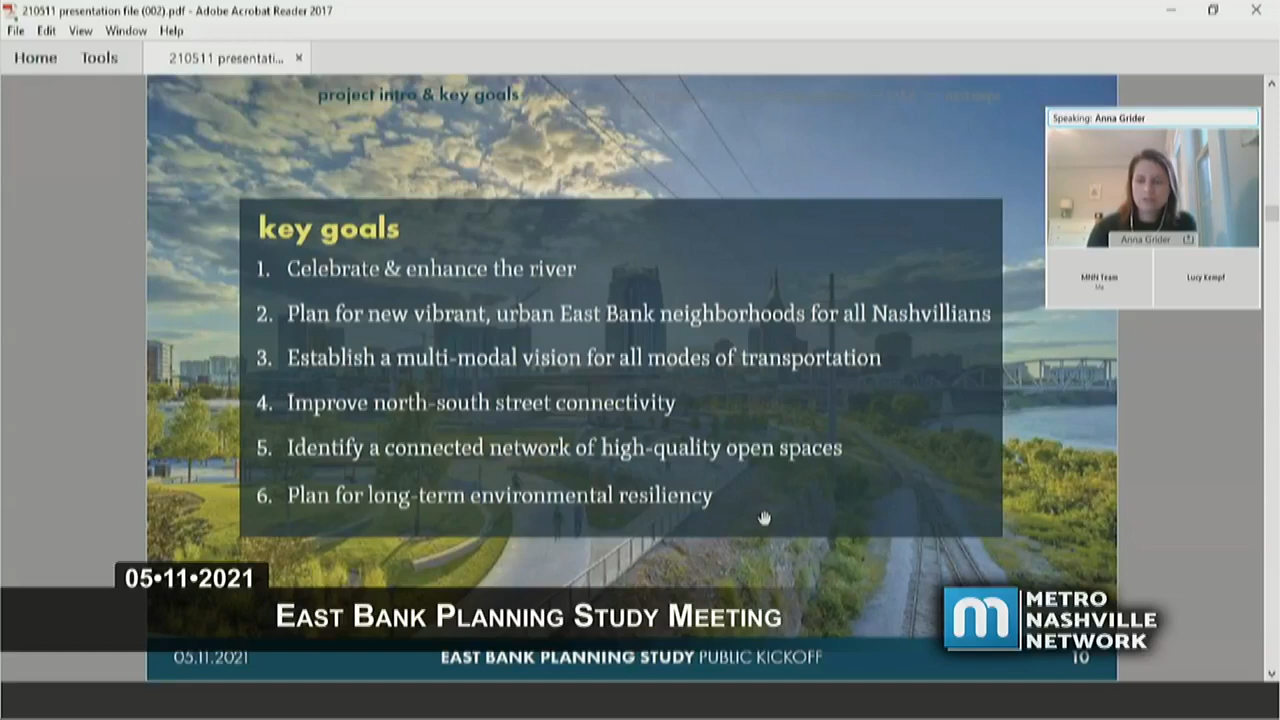 210511 presentation file (002).pdf - Adobe Acrobat Reader 2017
File Edit View Window Help
Home Tools 210511 presentati... ×
project intro & key goals
Speaking: Anna Grider
Anna Grider
MNN Team
Me
Lucy Kempf
key goals
1. Celebrate & enhance the river
2. Plan for new vibrant, urban East Bank neighborhoods for all Nashvillians
3. Establish a multi-modal vision for all modes of transportation
4. Improve north-south street connectivity
5. Identify a connected network of high-quality open spaces
6. Plan for long-term environmental resiliency
05•11•2021
EAST BANK PLANNING STUDY MEETING
m METRO
NASHVILLE
NETWORK
05.11.2021 EAST BANK PLANNING STUDY PUBLIC KICKOFF 10